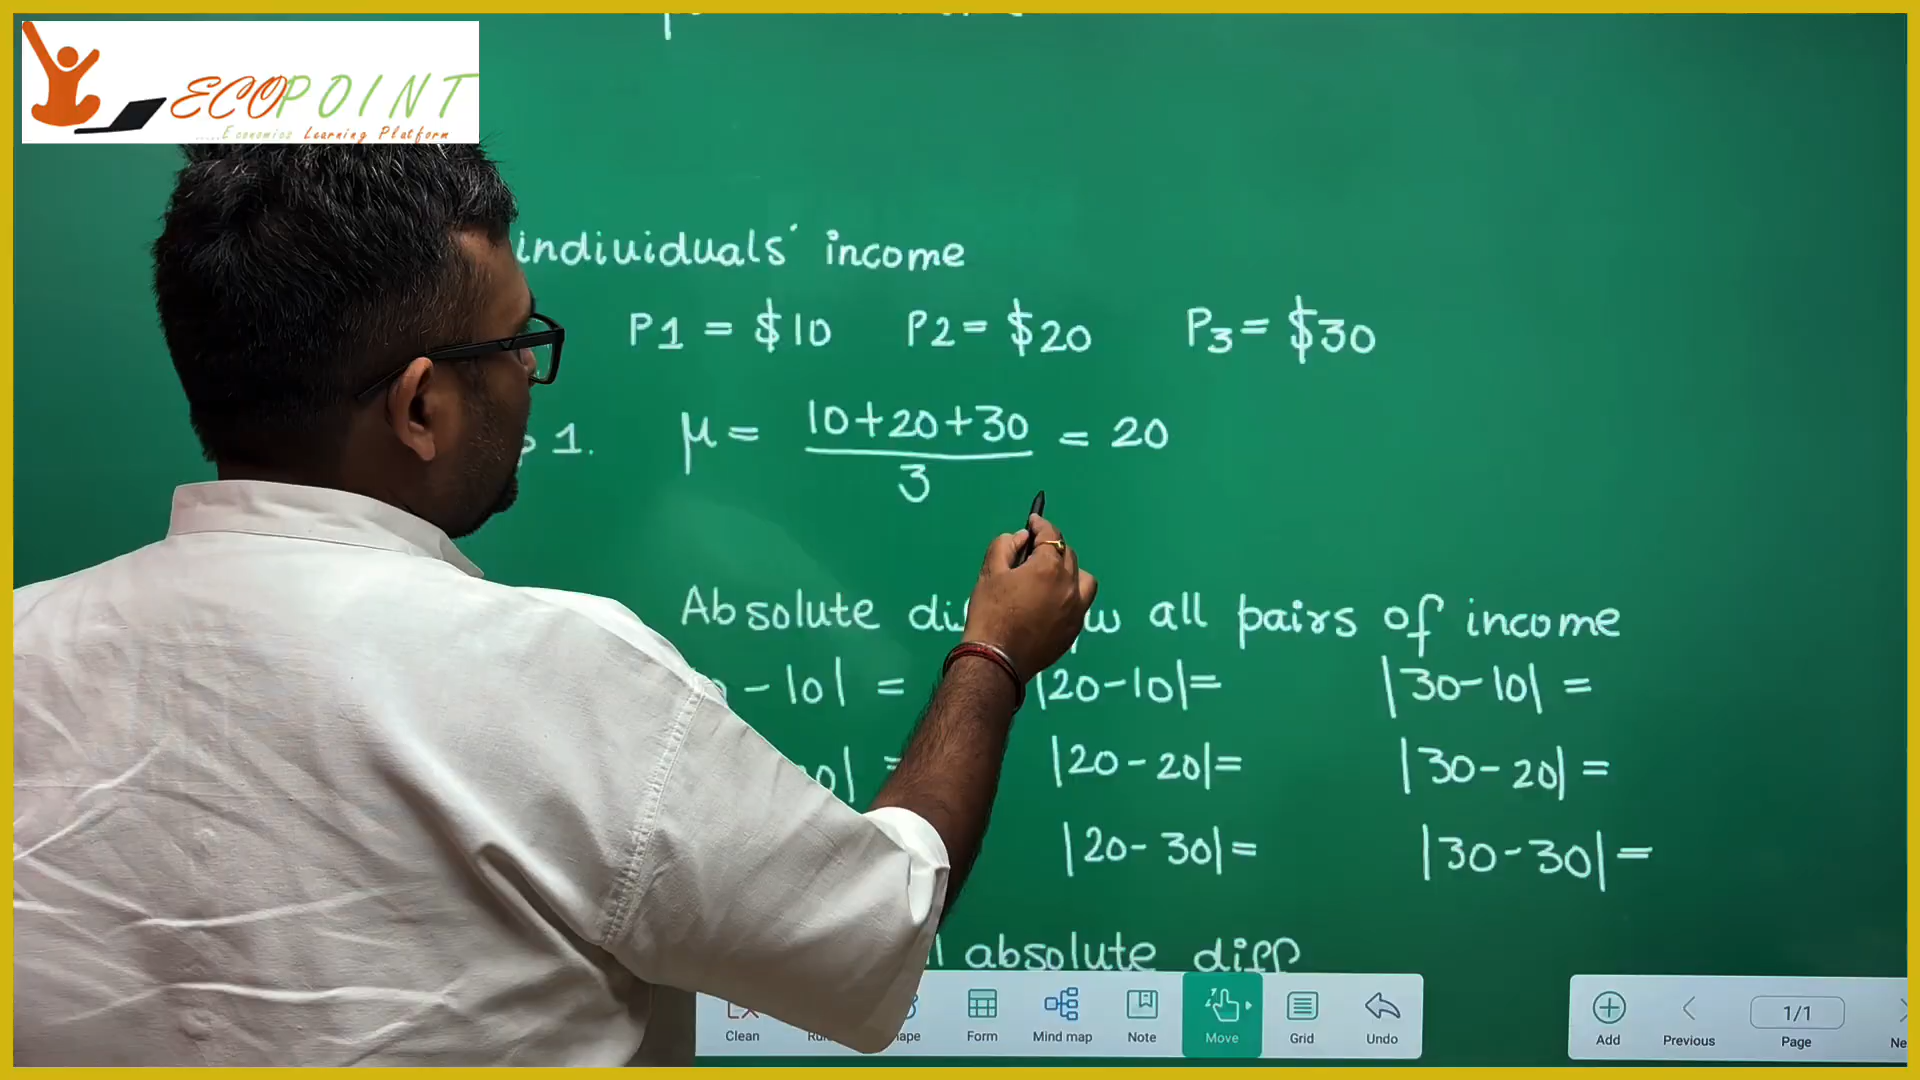 ECOPOINT
.....Economics Learning Platform
individuals' income
P1 = $10 P2 = $20 P3 = $30
1. μ = 10+20+30 / 3 = 20
Absolute all pairs of income
- 10| = |20-10|= |30-10| =
|20-20|= |30-20| =
|20-30|= |30-30|=
absolute diff
Clean Form Mind map Note Move Grid Undo Add Previous 1/1 Page